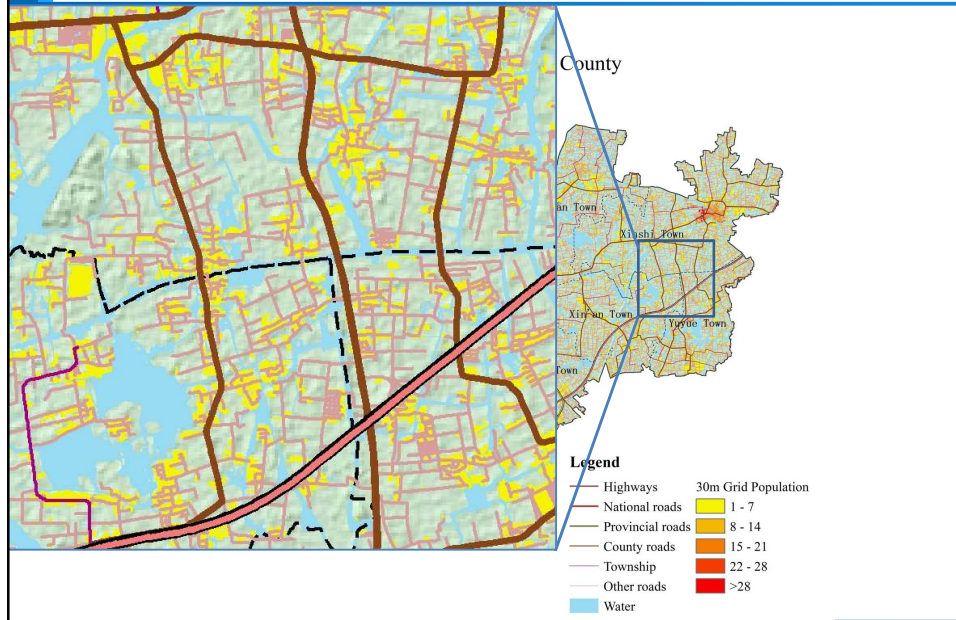 County
an Town
Xinshi Town
Xin'an Town
Yuyue Town
Town
Legend
Highways
National roads
Provincial roads
County roads
Township
Other roads
Water
30m Grid Population
1 - 7
8 - 14
15 - 21
22 - 28
>28